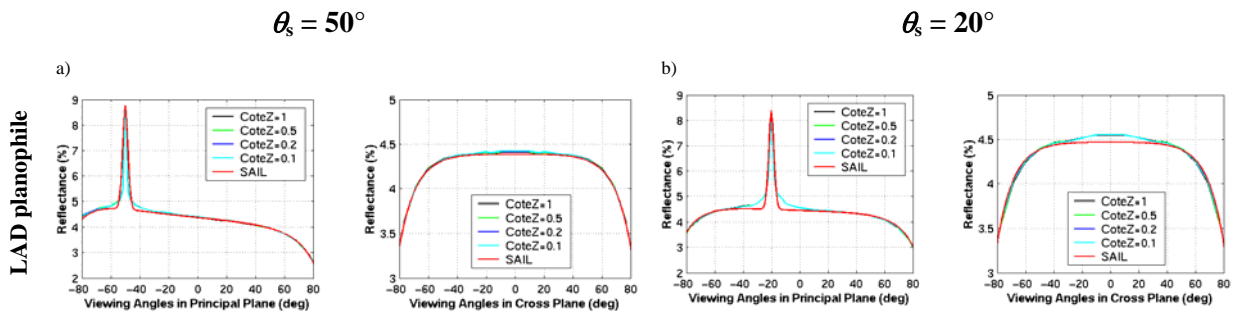 θs = 50°
θs = 20°
a)
b)
LAD planophile
9
8
7
6
5
4
3
2
Reflectance (%)
CoteZ=1
CoteZ=0.5
CoteZ=0.2
CoteZ=0.1
SAIL
−80 −60 −40 −20 0 20 40 60 80
Viewing Angles in Principal Plane (deg)
5
4.5
4
3.5
3
Reflectance (%)
CoteZ=1
CoteZ=0.5
CoteZ=0.2
CoteZ=0.1
SAIL
−80 −60 −40 −20 0 20 40 60 80
Viewing Angles in Cross Plane (deg)
9
8
7
6
5
4
3
2
Reflectance (%)
CoteZ=1
CoteZ=0.5
CoteZ=0.2
CoteZ=0.1
SAIL
−80 −60 −40 −20 0 20 40 60 80
Viewing Angles in Principal Plane (deg)
5
4.5
4
3.5
3
Reflectance (%)
CoteZ=1
CoteZ=0.5
CoteZ=0.2
CoteZ=0.1
SAIL
−80 −60 −40 −20 0 20 40 60 80
Viewing Angles in Cross Plane (deg)